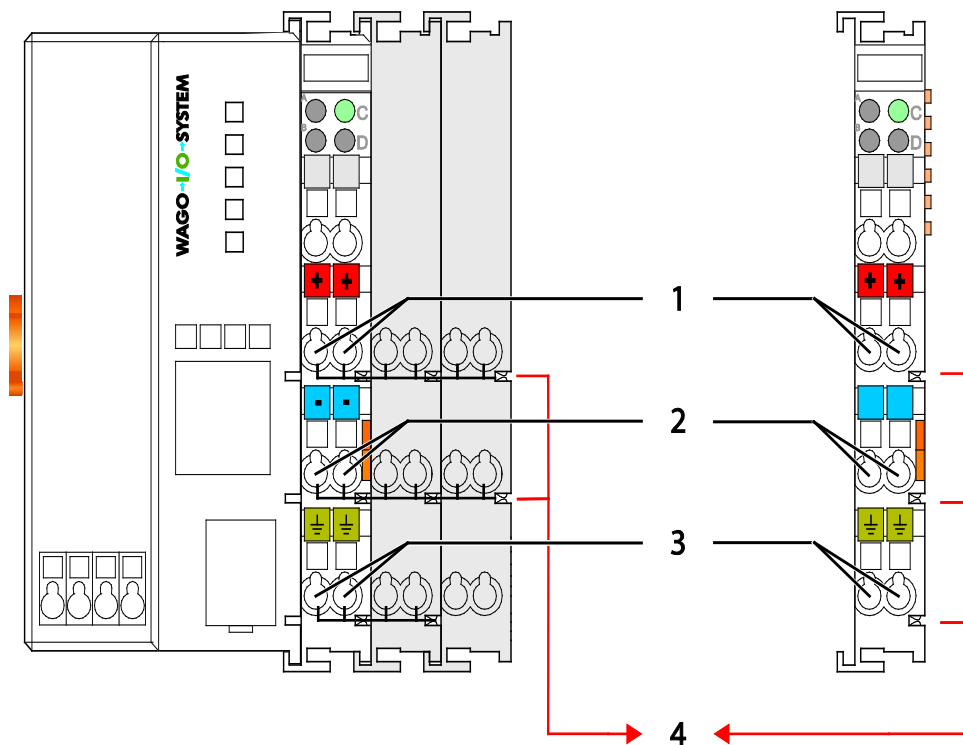 WAGO→I/O→SYSTEM
A C
B D
A C
B D
+ +
+ +
1
- -
2
3
4